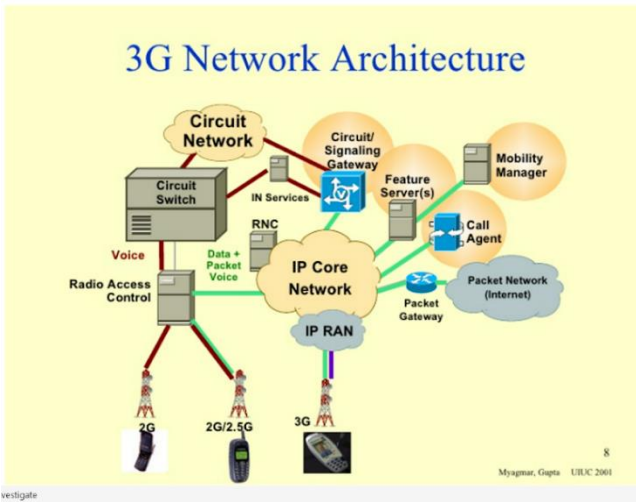 3G Network Architecture
Circuit
Network
Circuit/
Signaling
Gateway
Mobility
Manager
Circuit
Switch
IN Services
Feature
Server(s)
RNC
Call
Agent
Voice
Data +
Packet
Voice
IP Core
Network
Radio Access
Control
Packet Network
(Internet)
Packet
Gateway
IP RAN
2G
2G/2.5G
3G
8
Myagmar, Gupta UIUC 2001
vestigate